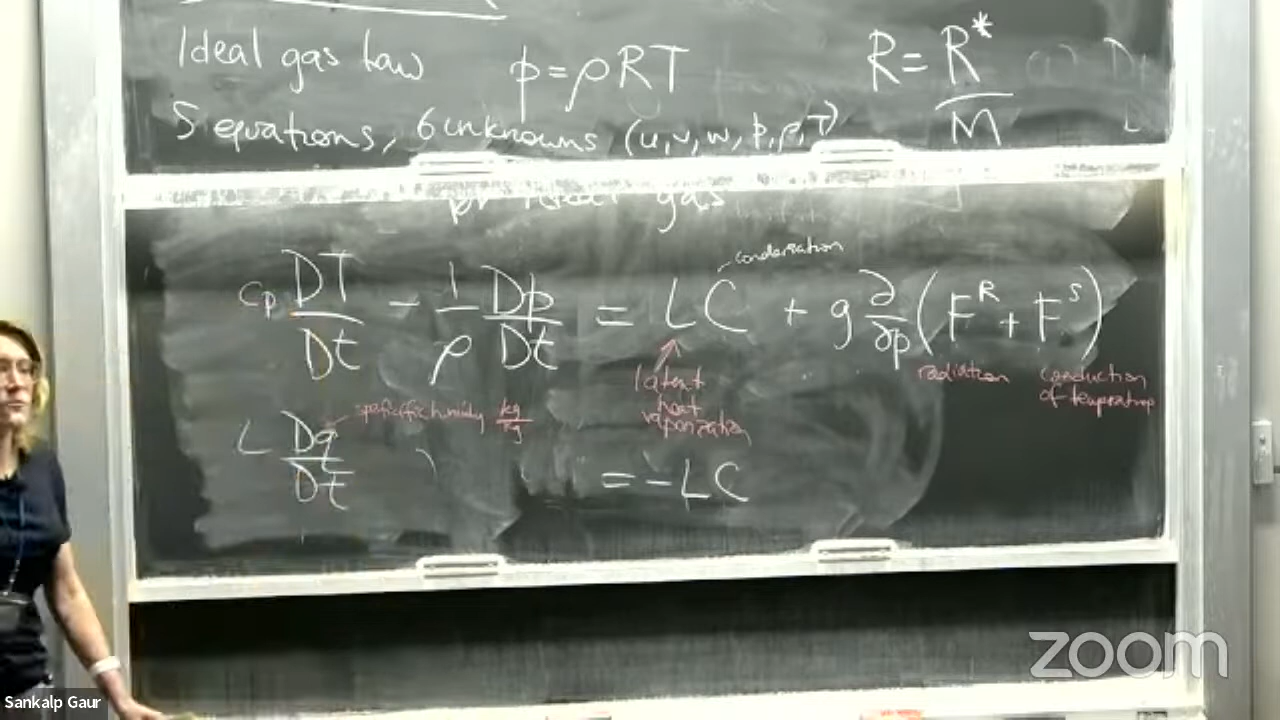 Ideal gas law p = ρRT R = R*/M
5 equations, 6 unknowns (u, v, w, p, ρ, T)
gas
condensation
cp DT/Dt - 1/ρ Dp/Dt = LC + g ∂/∂p (F^R + F^S)
latent heat vaporization
radiation
conduction of temperature
specific humidity kg/kg
L Dq/Dt = -LC
zoom
Sankalp Gaur